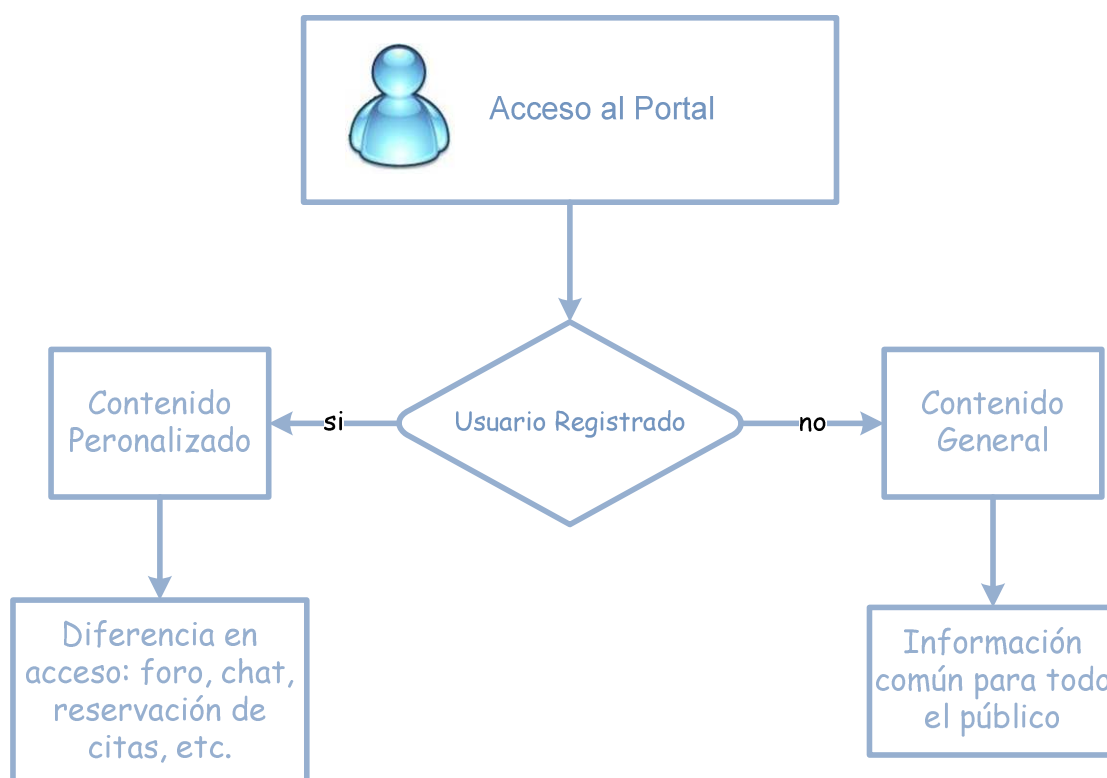 Acceso al Portal
Usuario Registrado
si
no
Contenido
Peronalizado
Contenido
General
Diferencia en
acceso: foro, chat,
reservación de
citas, etc.
Información
común para todo
el público